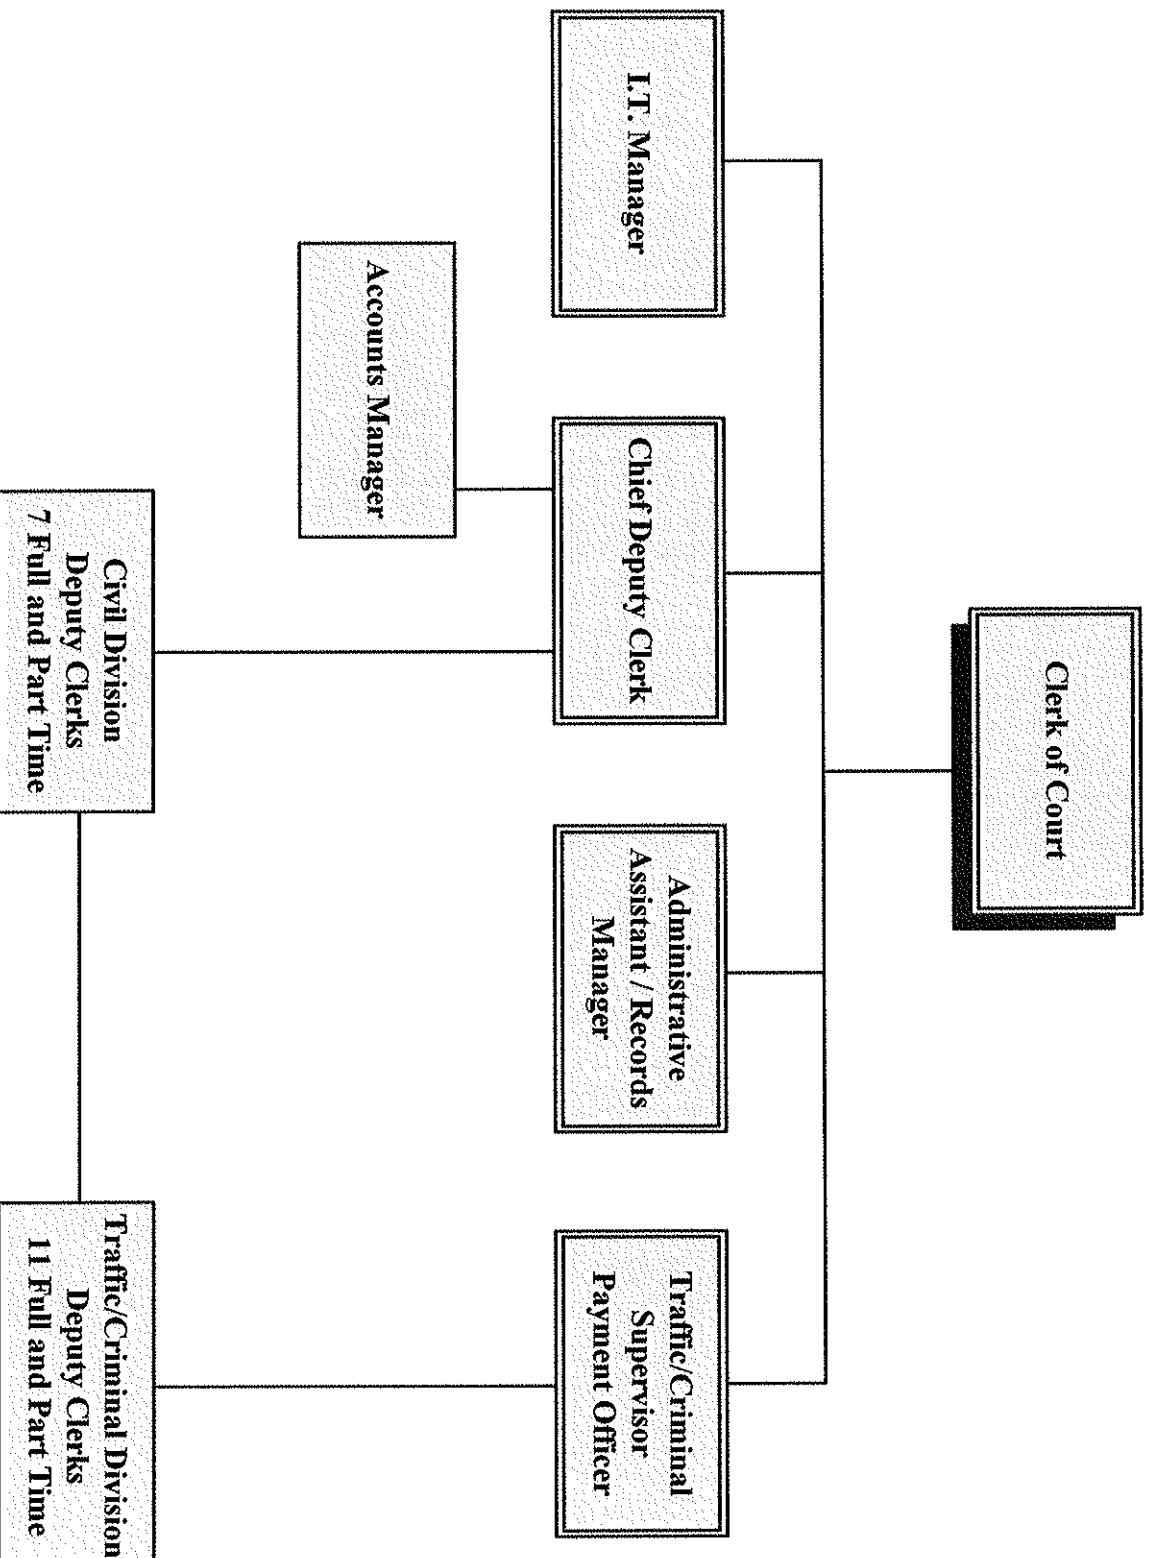 Clerk of Court
I.T. Manager
Chief Deputy Clerk
Administrative
Assistant / Records
Manager
Traffic/Criminal
Supervisor
Payment Officer
Accounts Manager
Civil Division
Deputy Clerks
7 Full and Part Time
Traffic/Criminal Division
Deputy Clerks
11 Full and Part Time